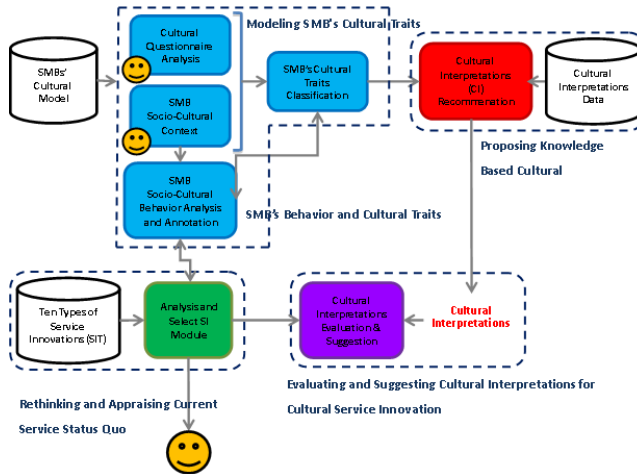 Modeling SMB's Cultural Traits
Cultural
Questionnaire
Analysis
SMBs'
Cultural
Model
SMB
Socio-Cultural
Context
SMB's Cultural
Traits
Classification
Cultural
Interpretations
(CI)
Recommenation
Cultural
Interpretations
Data
Proposing Knowledge
Based Cultural
SMB
Socio-Cultural
Behavior Analysis
and Annotation
SMB's Behavior and Cultural Traits
Ten Types of
Service
Innovations (SIT)
Analysis and
Select SI
Module
Cultural
Interpretations
Evaluation &
Suggestion
Cultural
Interpretations
Rethinking and Appraising Current
Service Status Quo
Evaluating and Suggesting Cultural Interpretations for
Cultural Service Innovation